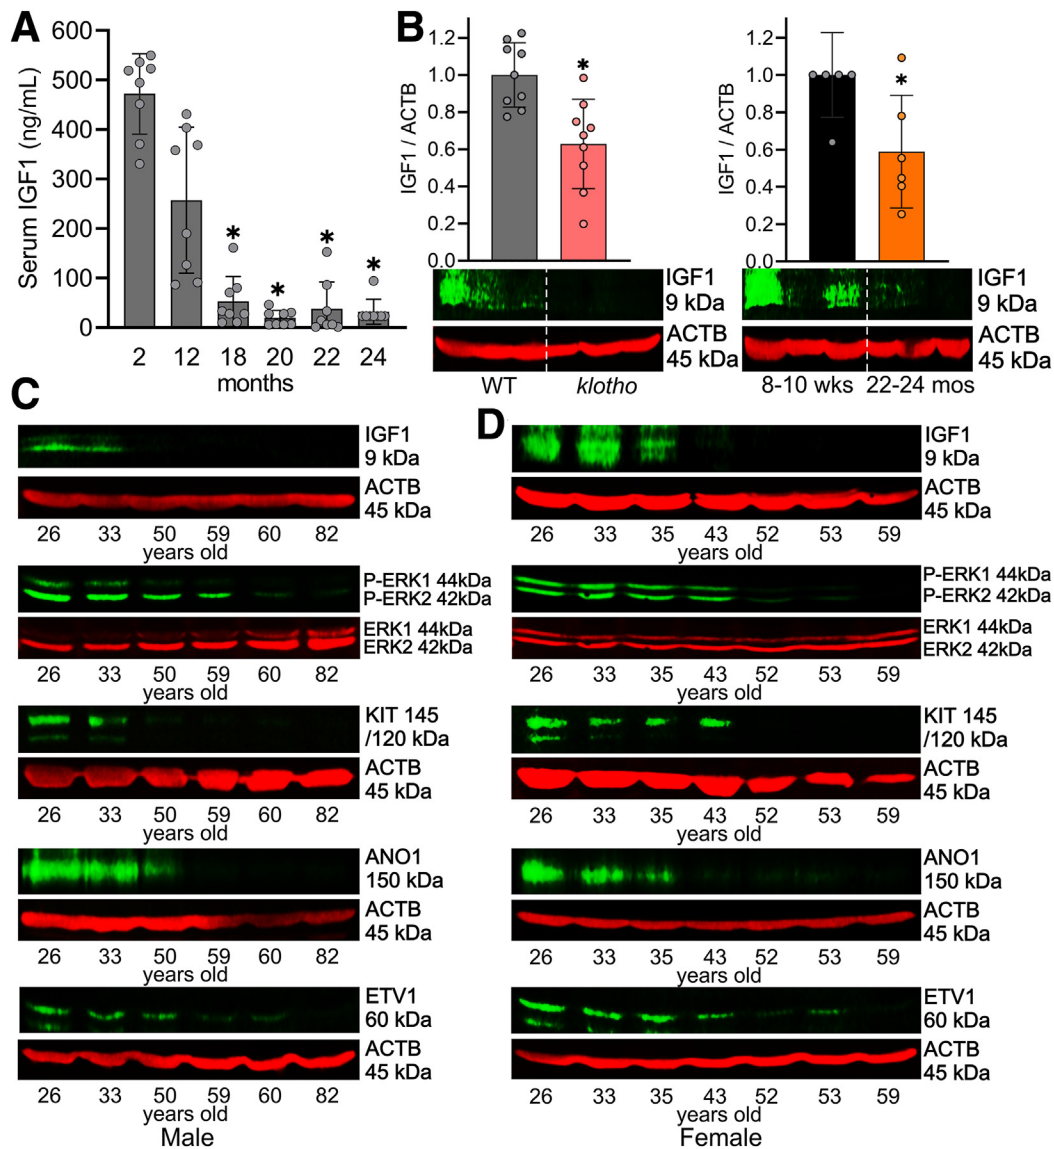 A
Serum IGF1 (ng/mL)
600
500
400
300
200
100
0
*
*
*
*
2 12 18 20 22 24
months
B
IGF1 / ACTB
1.2
1.0
0.8
0.6
0.4
0.2
0.0
*
IGF1
9 kDa
ACTB
45 kDa
WT klotho
IGF1 / ACTB
1.2
1.0
0.8
0.6
0.4
0.2
0.0
*
IGF1
9 kDa
ACTB
45 kDa
8-10 wks 22-24 mos
C
IGF1
9 kDa
ACTB
45 kDa
26 33 50 59 60 82
years old
P-ERK1 44kDa
P-ERK2 42kDa
ERK1 44kDa
ERK2 42kDa
26 33 50 59 60 82
years old
KIT 145
/120 kDa
ACTB
45 kDa
26 33 50 59 60 82
years old
ANO1
150 kDa
ACTB
45 kDa
26 33 50 59 60 82
years old
ETV1
60 kDa
ACTB
45 kDa
26 33 50 59 60 82
years old
Male
D
IGF1
9 kDa
ACTB
45 kDa
26 33 35 43 52 53 59
years old
P-ERK1 44kDa
P-ERK2 42kDa
ERK1 44kDa
ERK2 42kDa
26 33 35 43 52 53 59
years old
KIT 145
/120 kDa
ACTB
45 kDa
26 33 35 43 52 53 59
years old
ANO1
150 kDa
ACTB
45 kDa
26 33 35 43 52 53 59
years old
ETV1
60 kDa
ACTB
45 kDa
26 33 35 43 52 53 59
years old
Female